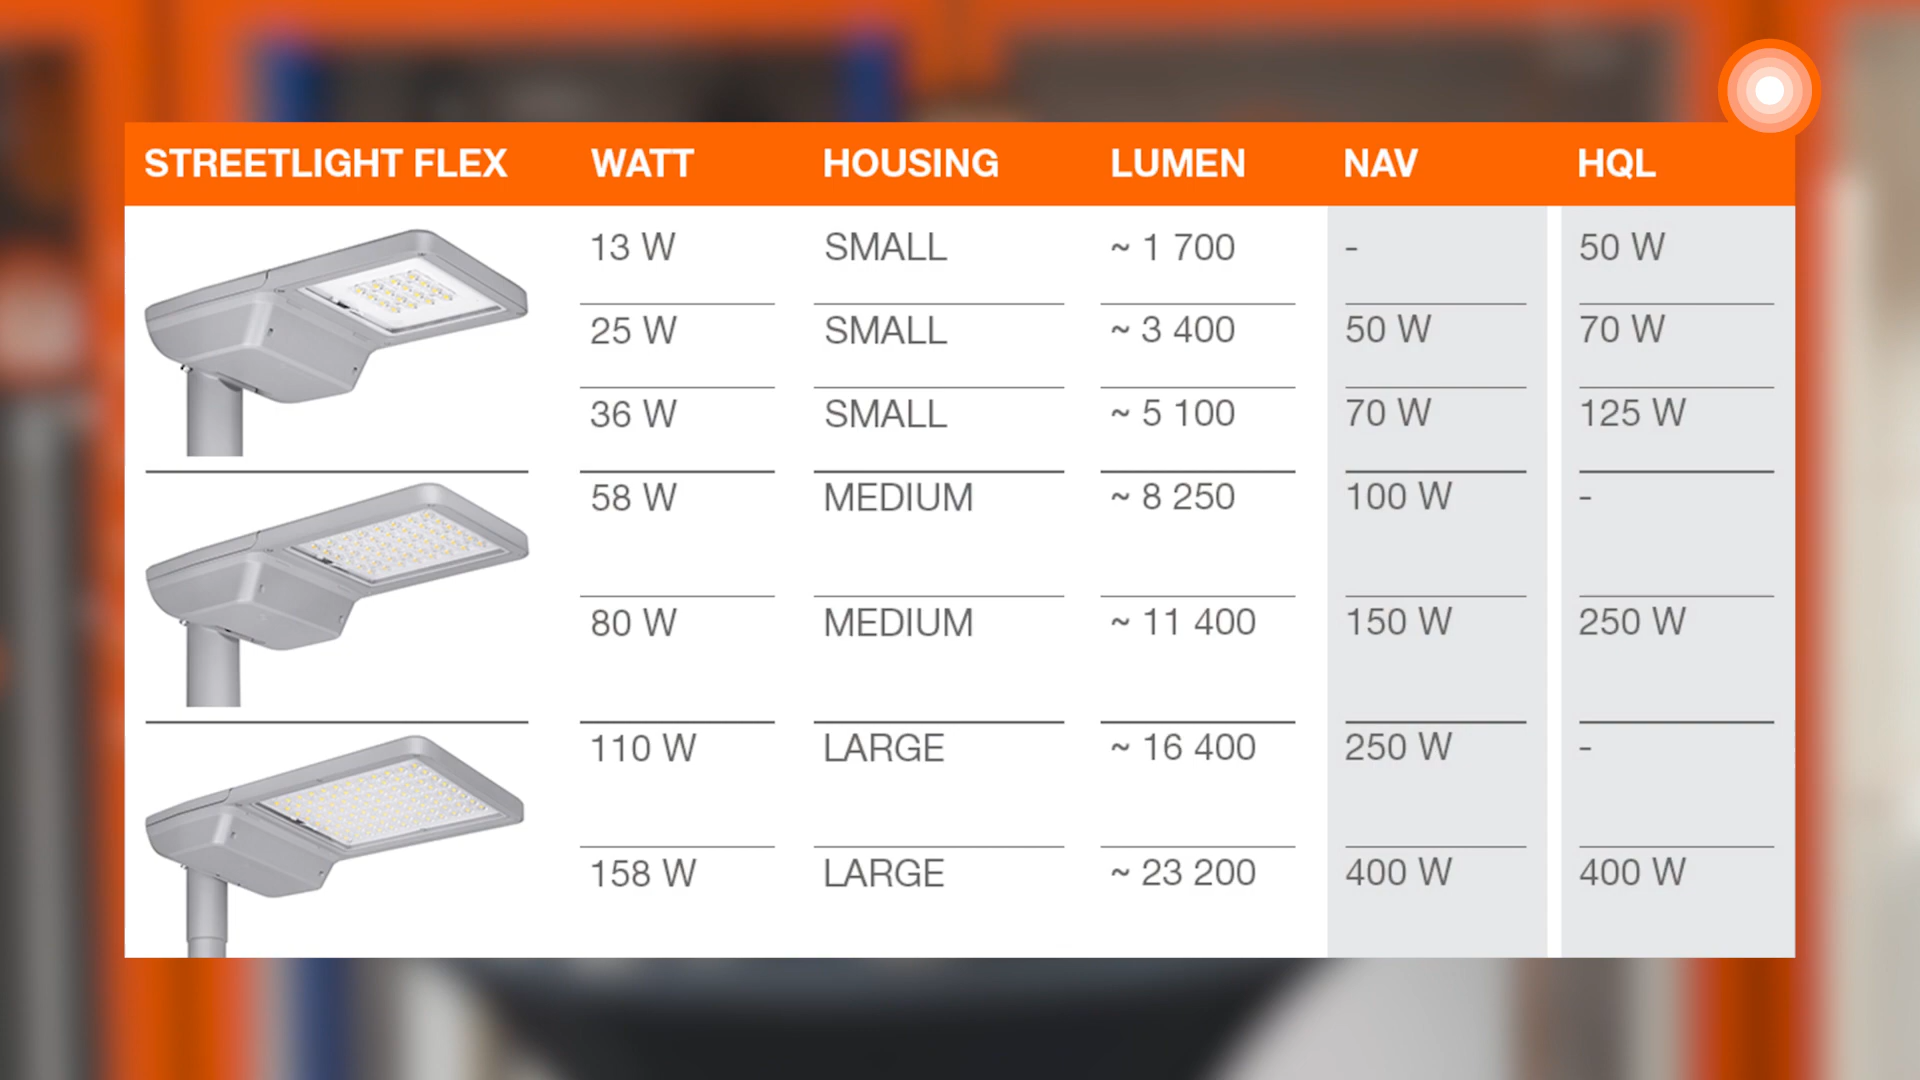 STREETLIGHT FLEX WATT HOUSING LUMEN NAV HQL
13 W SMALL ~ 1 700 - 50 W
25 W SMALL ~ 3 400 50 W 70 W
36 W SMALL ~ 5 100 70 W 125 W
58 W MEDIUM ~ 8 250 100 W -
80 W MEDIUM ~ 11 400 150 W 250 W
110 W LARGE ~ 16 400 250 W -
158 W LARGE ~ 23 200 400 W 400 W